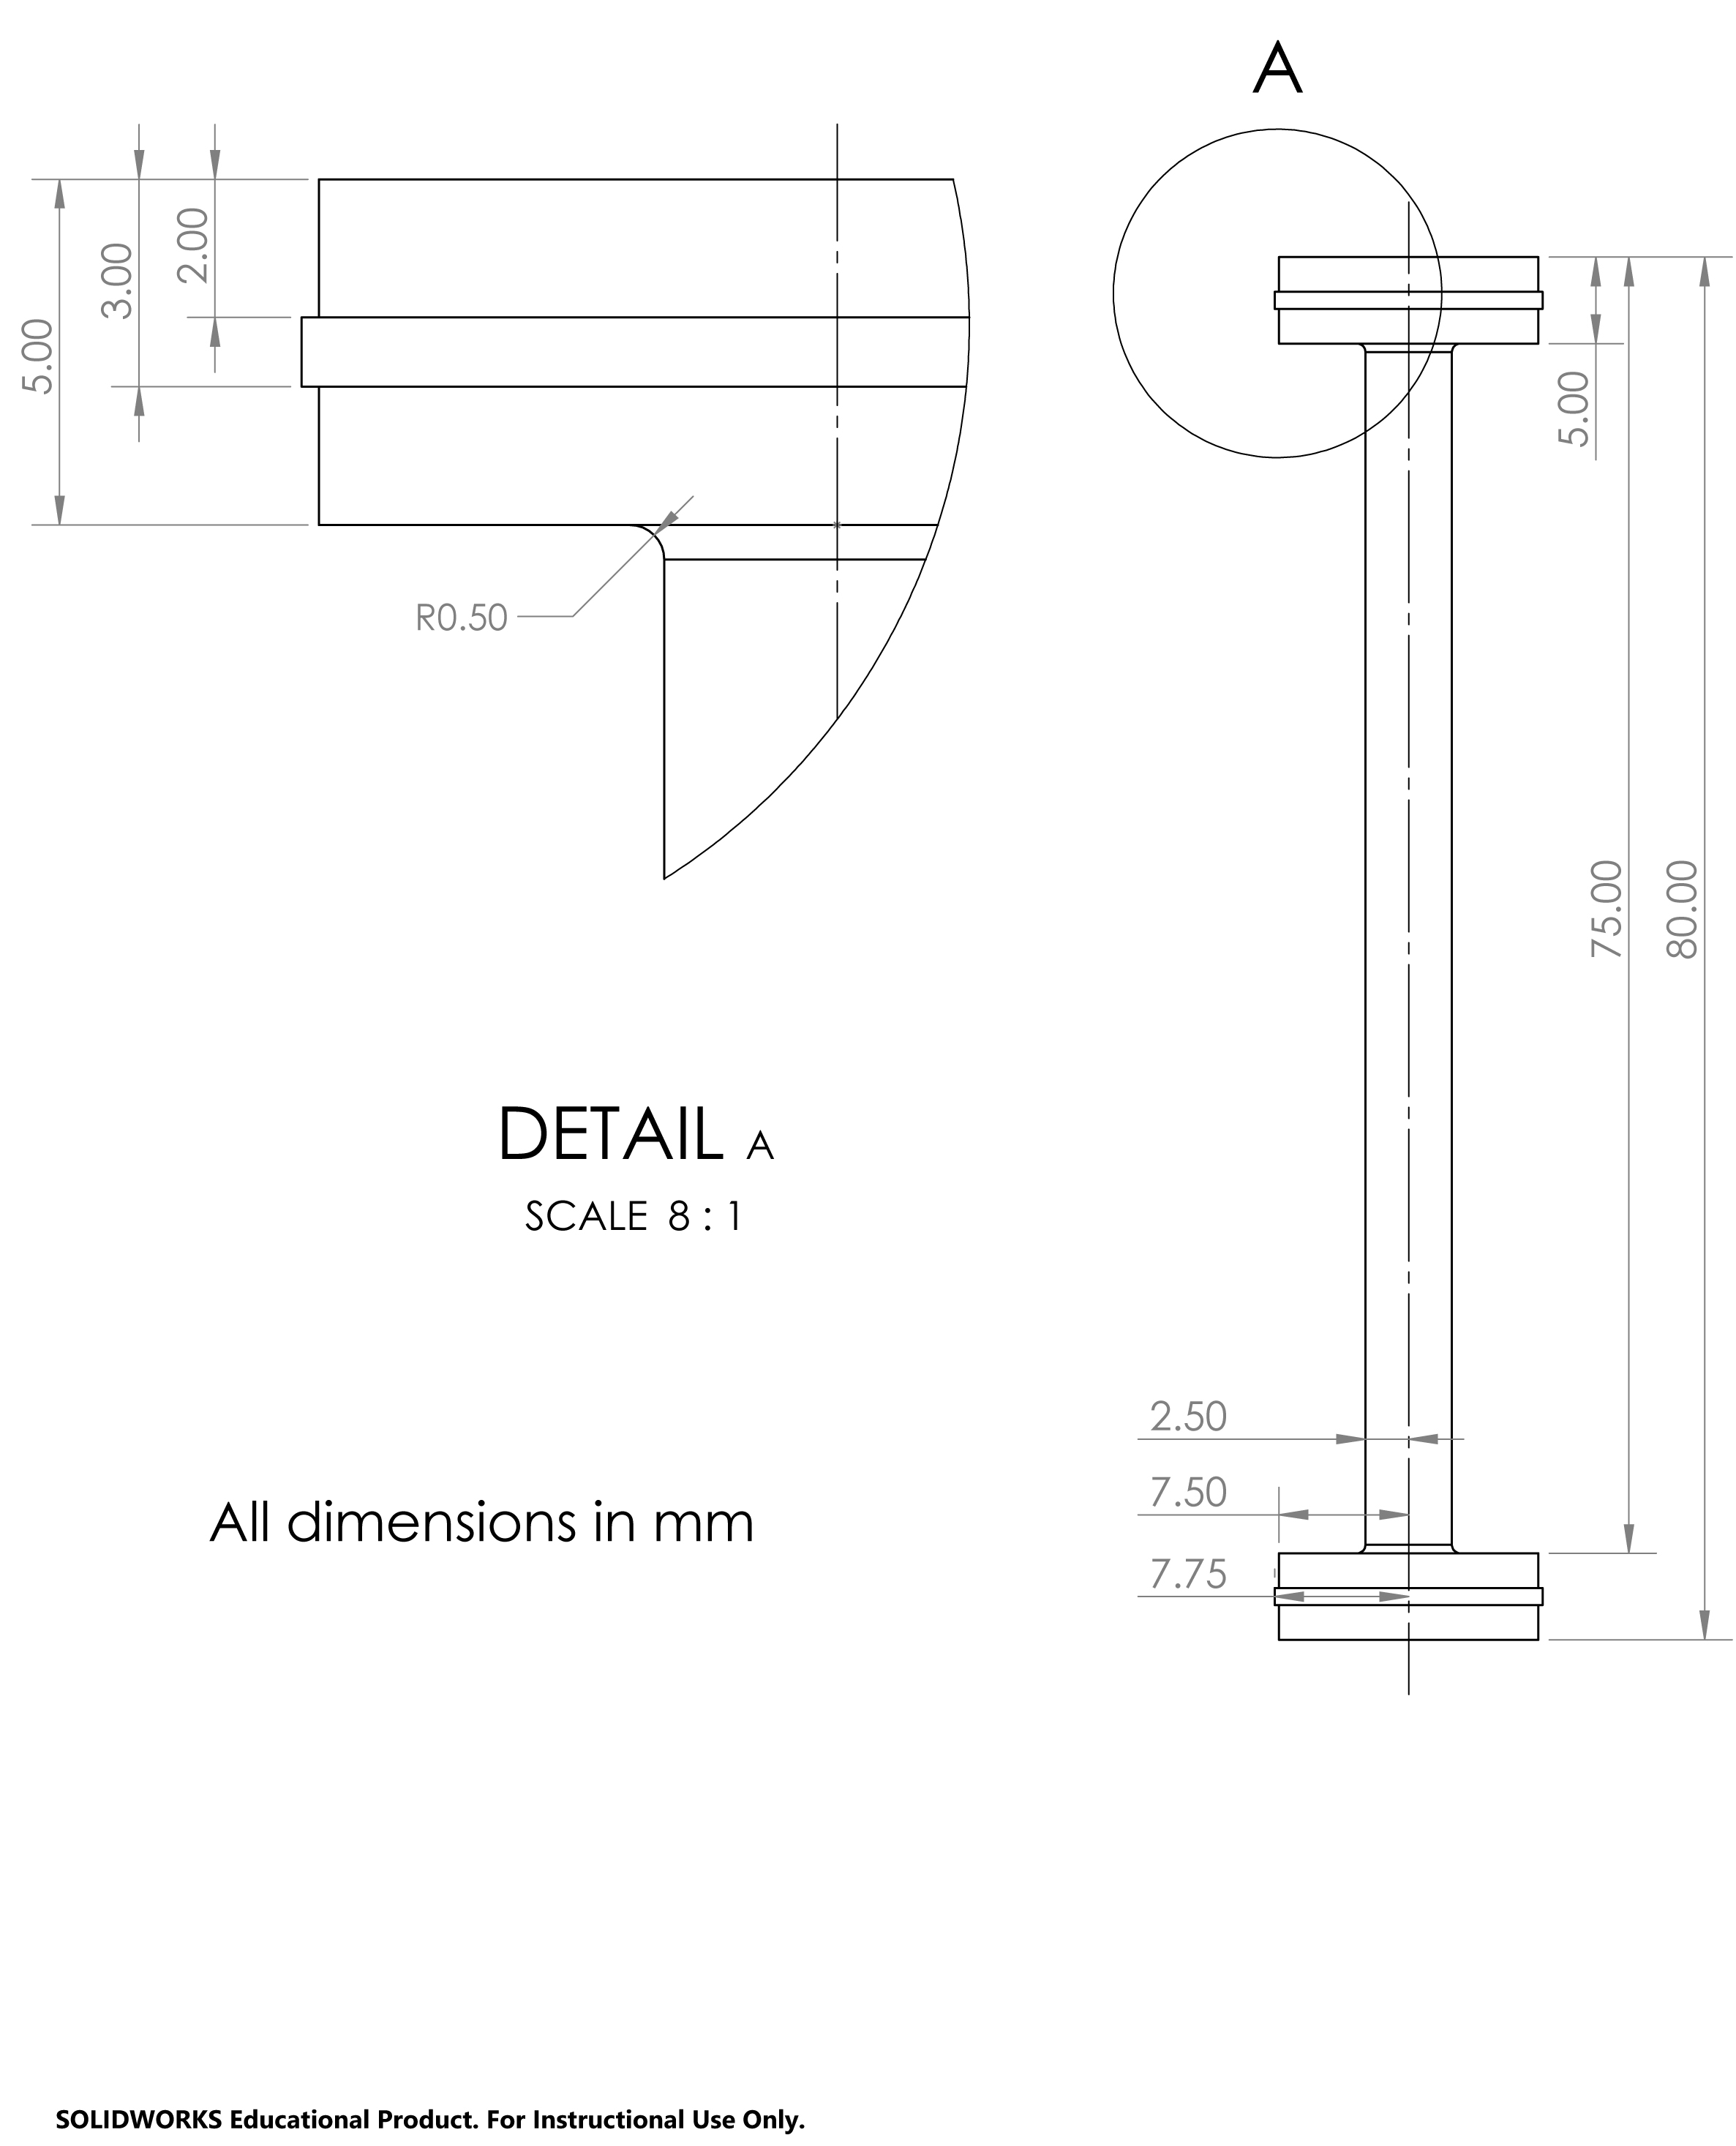 A
5.00
3.00
2.00
R0.50
5.00
75.00
80.00
DETAIL A
SCALE 8 : 1
2.50
7.50
7.75
All dimensions in mm
SOLIDWORKS Educational Product. For Instructional Use Only.